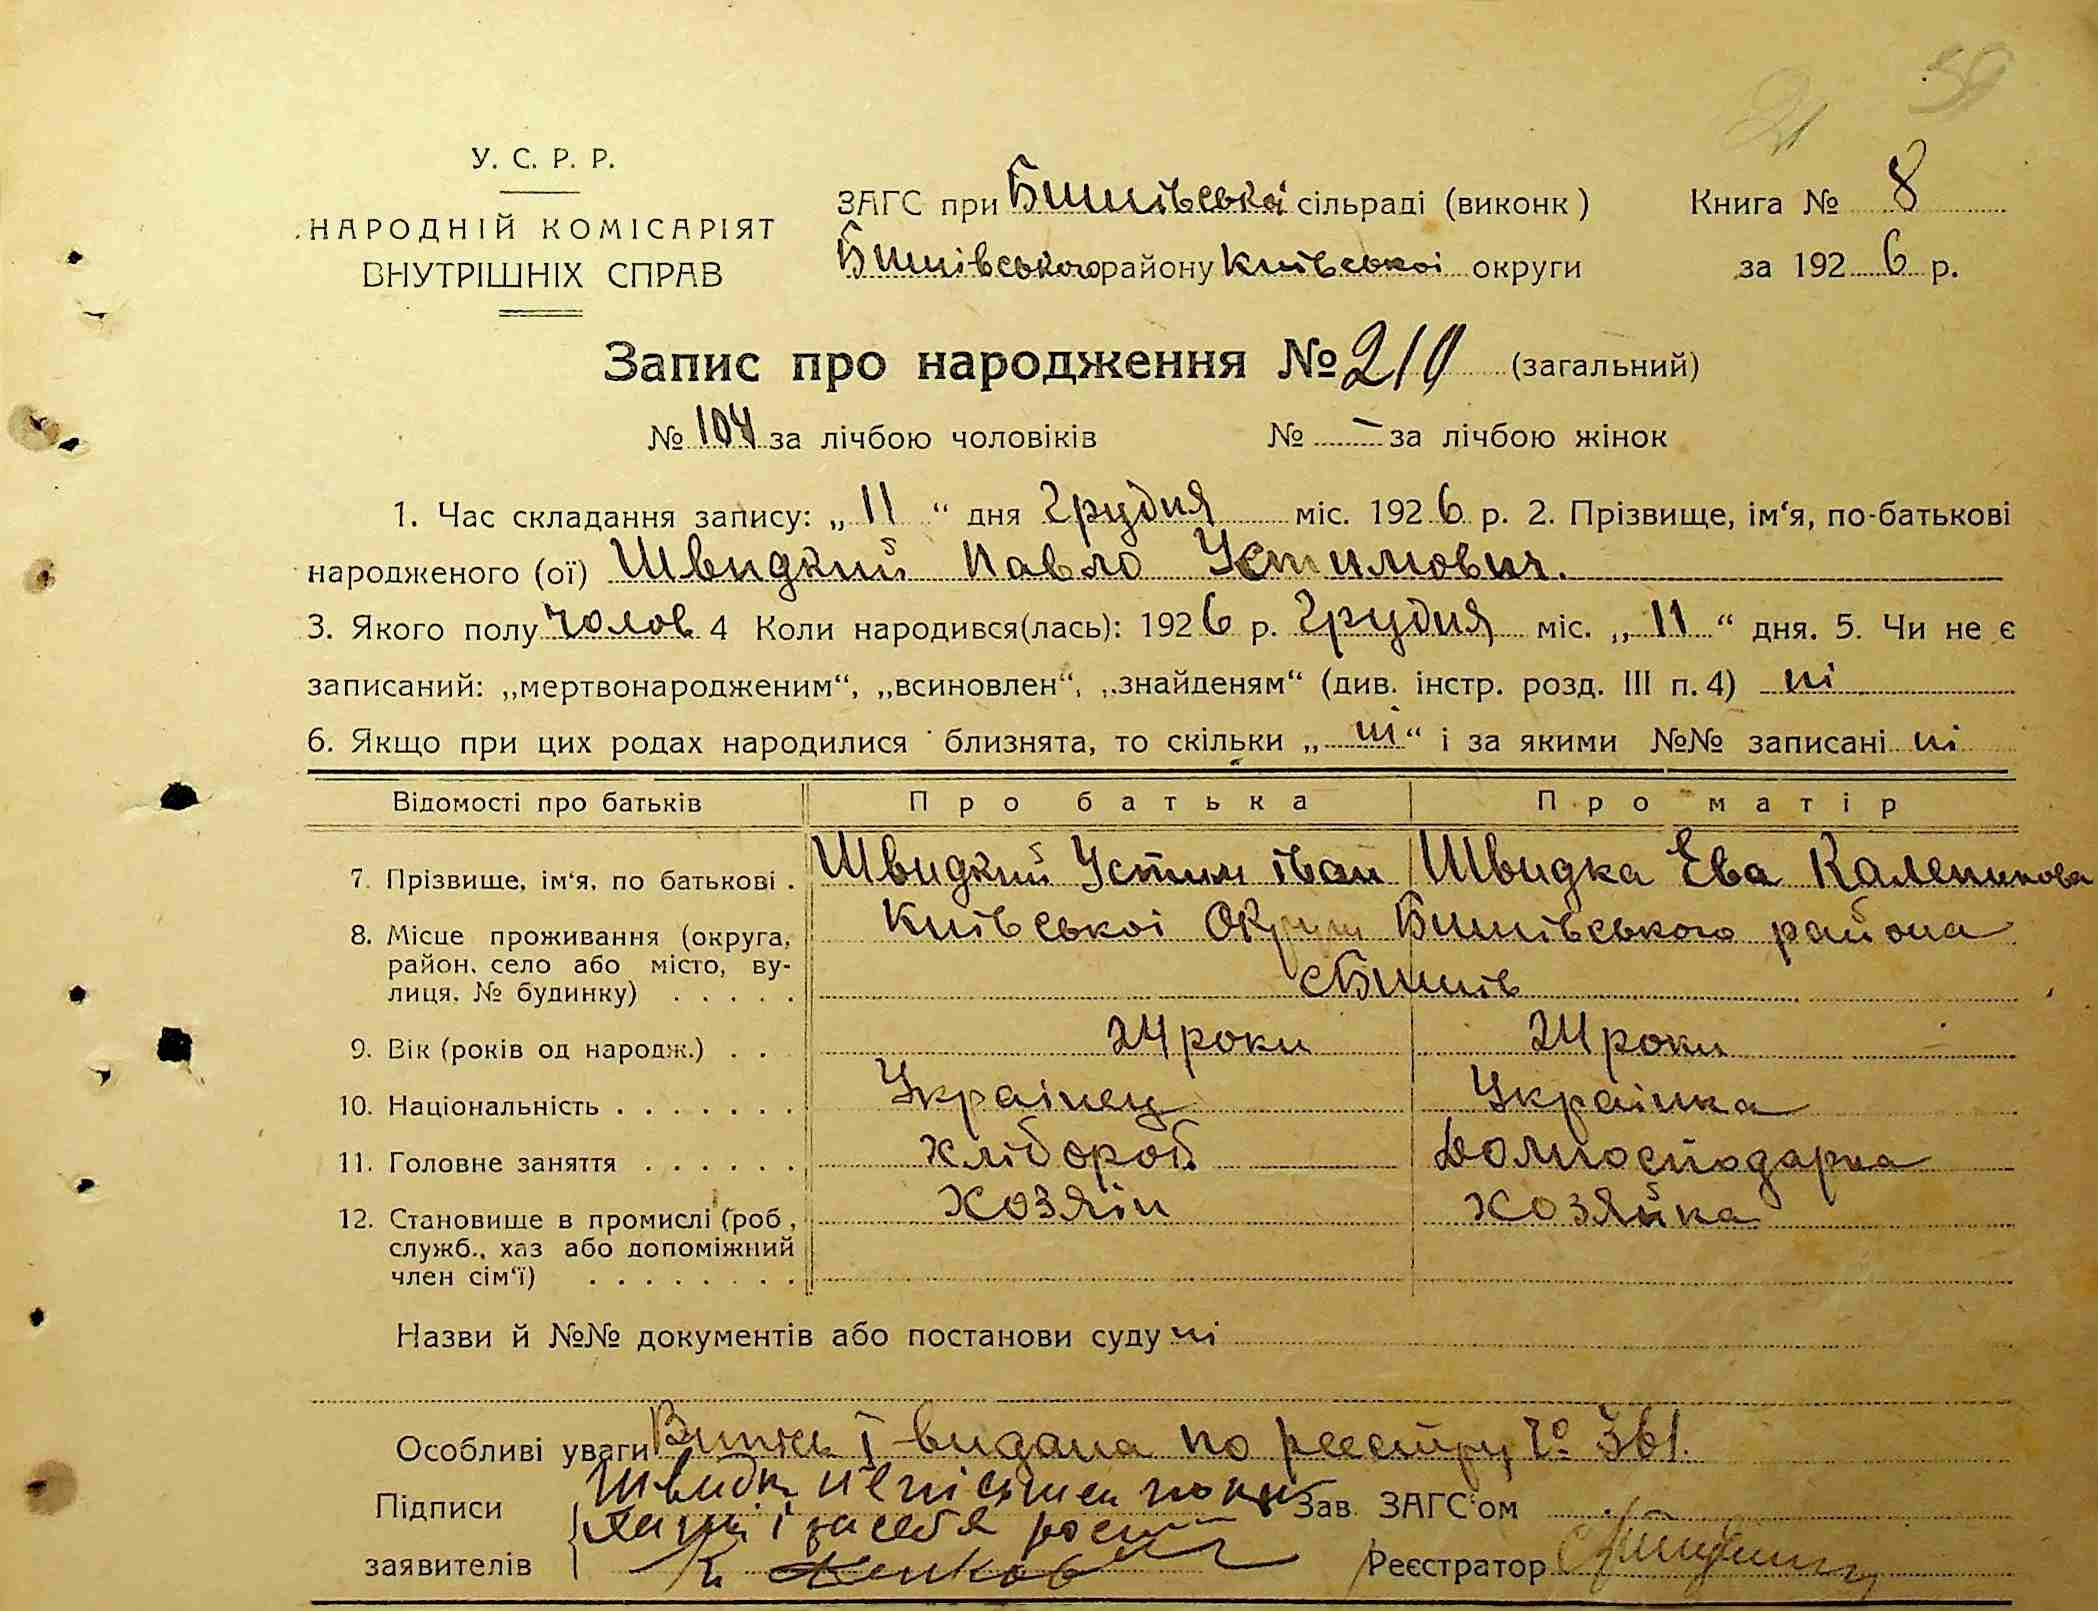 21 59
У. С. Р. Р.
НАРОДНІЙ КОМІСАРІЯТ
ВНУТРІШНІХ СПРАВ
ЗАГС при Бишівській сільраді (виконк) Книга № 8
Бишівського району Київської округи за 1926 р.
Запис про народження № 210 (загальний)
№ 104 за лічбою чоловіків № – за лічбою жінок
1. Час складання запису: „11“ дня Грудня міс. 1926 р. 2. Прізвище, ім‘я, по-батькові
народженого (ої) Швидкий Павло Устимович.
3. Якого полу чолов 4 Коли народився(лась): 1926 р. Грудня міс. „11“ дня. 5. Чи не є
записаний: „мертвонародженим“, „всиновлен“, „знайденям“ (див. інстр. розд. III п. 4) ні
6. Якщо при цих родах народилися близнята, то скільки „ні“ і за якими №№ записані ні
Відомості про батьків Про батька Про матір
7. Прізвище, ім‘я, по батькові . Швидкий Устим Іван Швидка Ева Каленикова
8. Місце проживання (округа, Київської Округи Бишівського района
район, село або місто, ву-
лиця, № будинку) . . . . . с Бишів
9. Вік (років од народж.) . . 24 роки 24 роки
10. Національність . . . . . . . Українец Українка
11. Головне заняття . . . . . . Хлібороб Домгосподарка
12. Становище в промислі (роб, Хозяін Хозяйка
служб., хаз або допоміжний
член сім‘ї) . . . . . . . .
Назви й №№ документів або постанови суду ні
Особливі уваги Випись видана по реєстру № 361.
Підписи Швидк Зав. ЗАГС‘ом
і за себя
заявителів Реєстратор